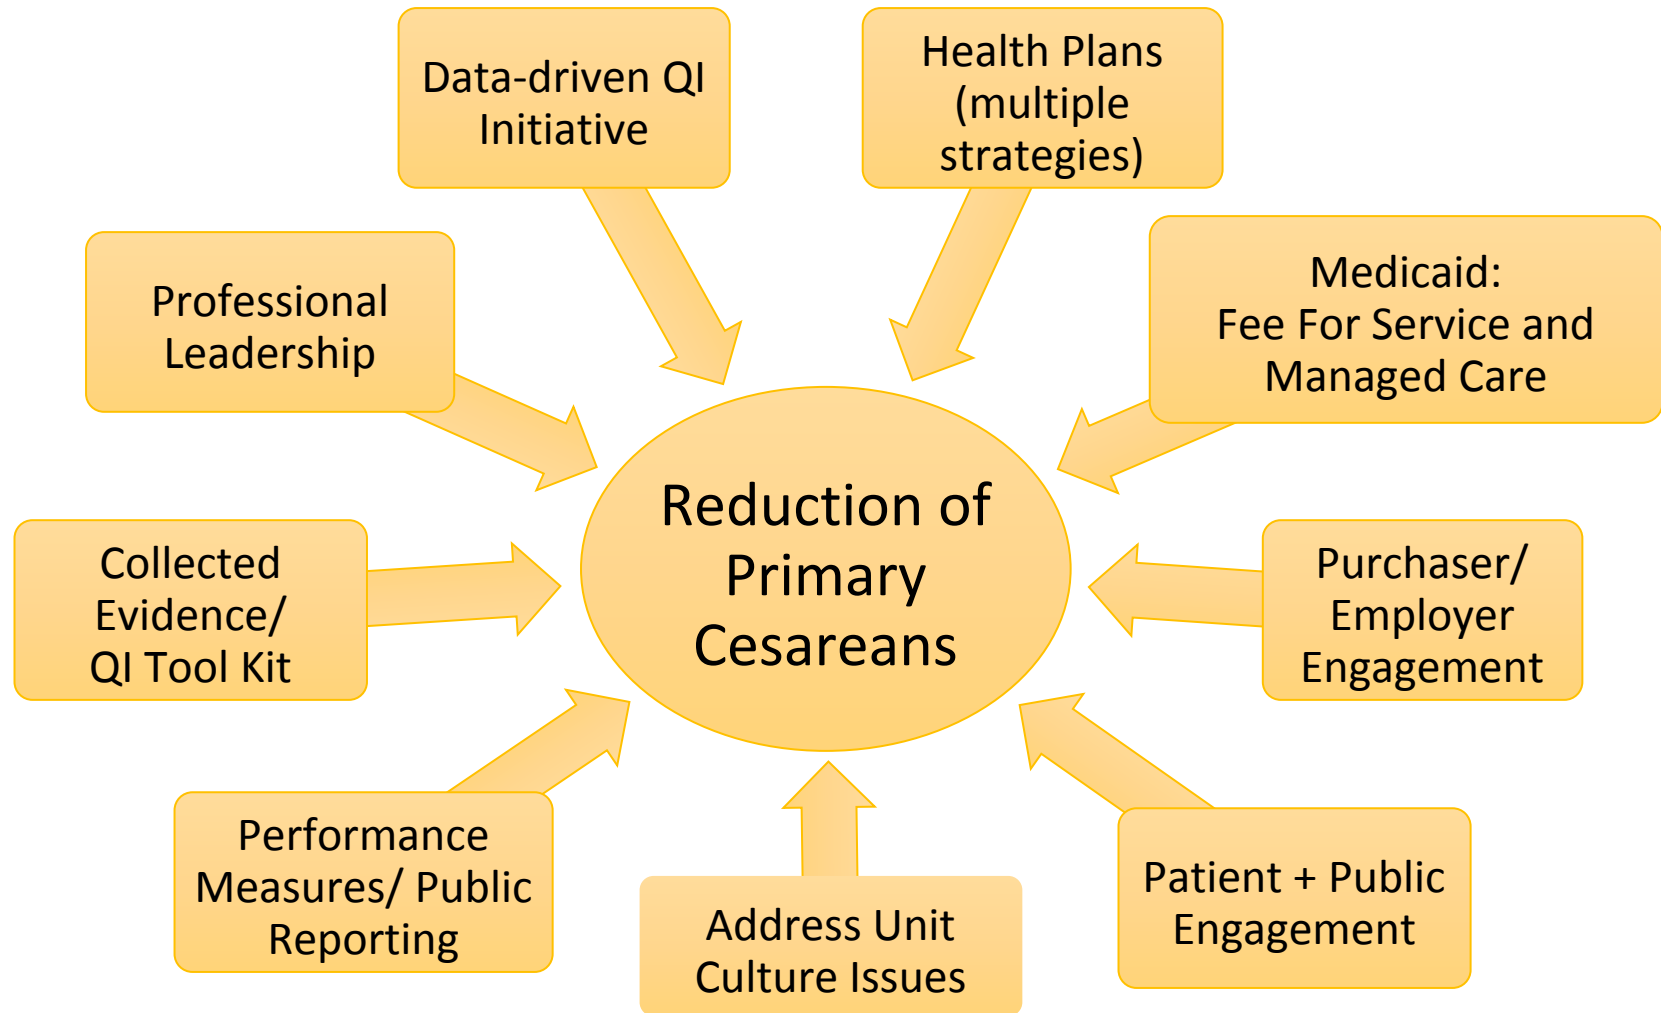 Data-driven QI
Initiative
Health Plans
(multiple
strategies)
Professional
Leadership
Medicaid:
Fee For Service and
Managed Care
Reduction of
Primary
Cesareans
Collected
Evidence/
QI Tool Kit
Purchaser/
Employer
Engagement
Performance
Measures/ Public
Reporting
Address Unit
Culture Issues
Patient + Public
Engagement